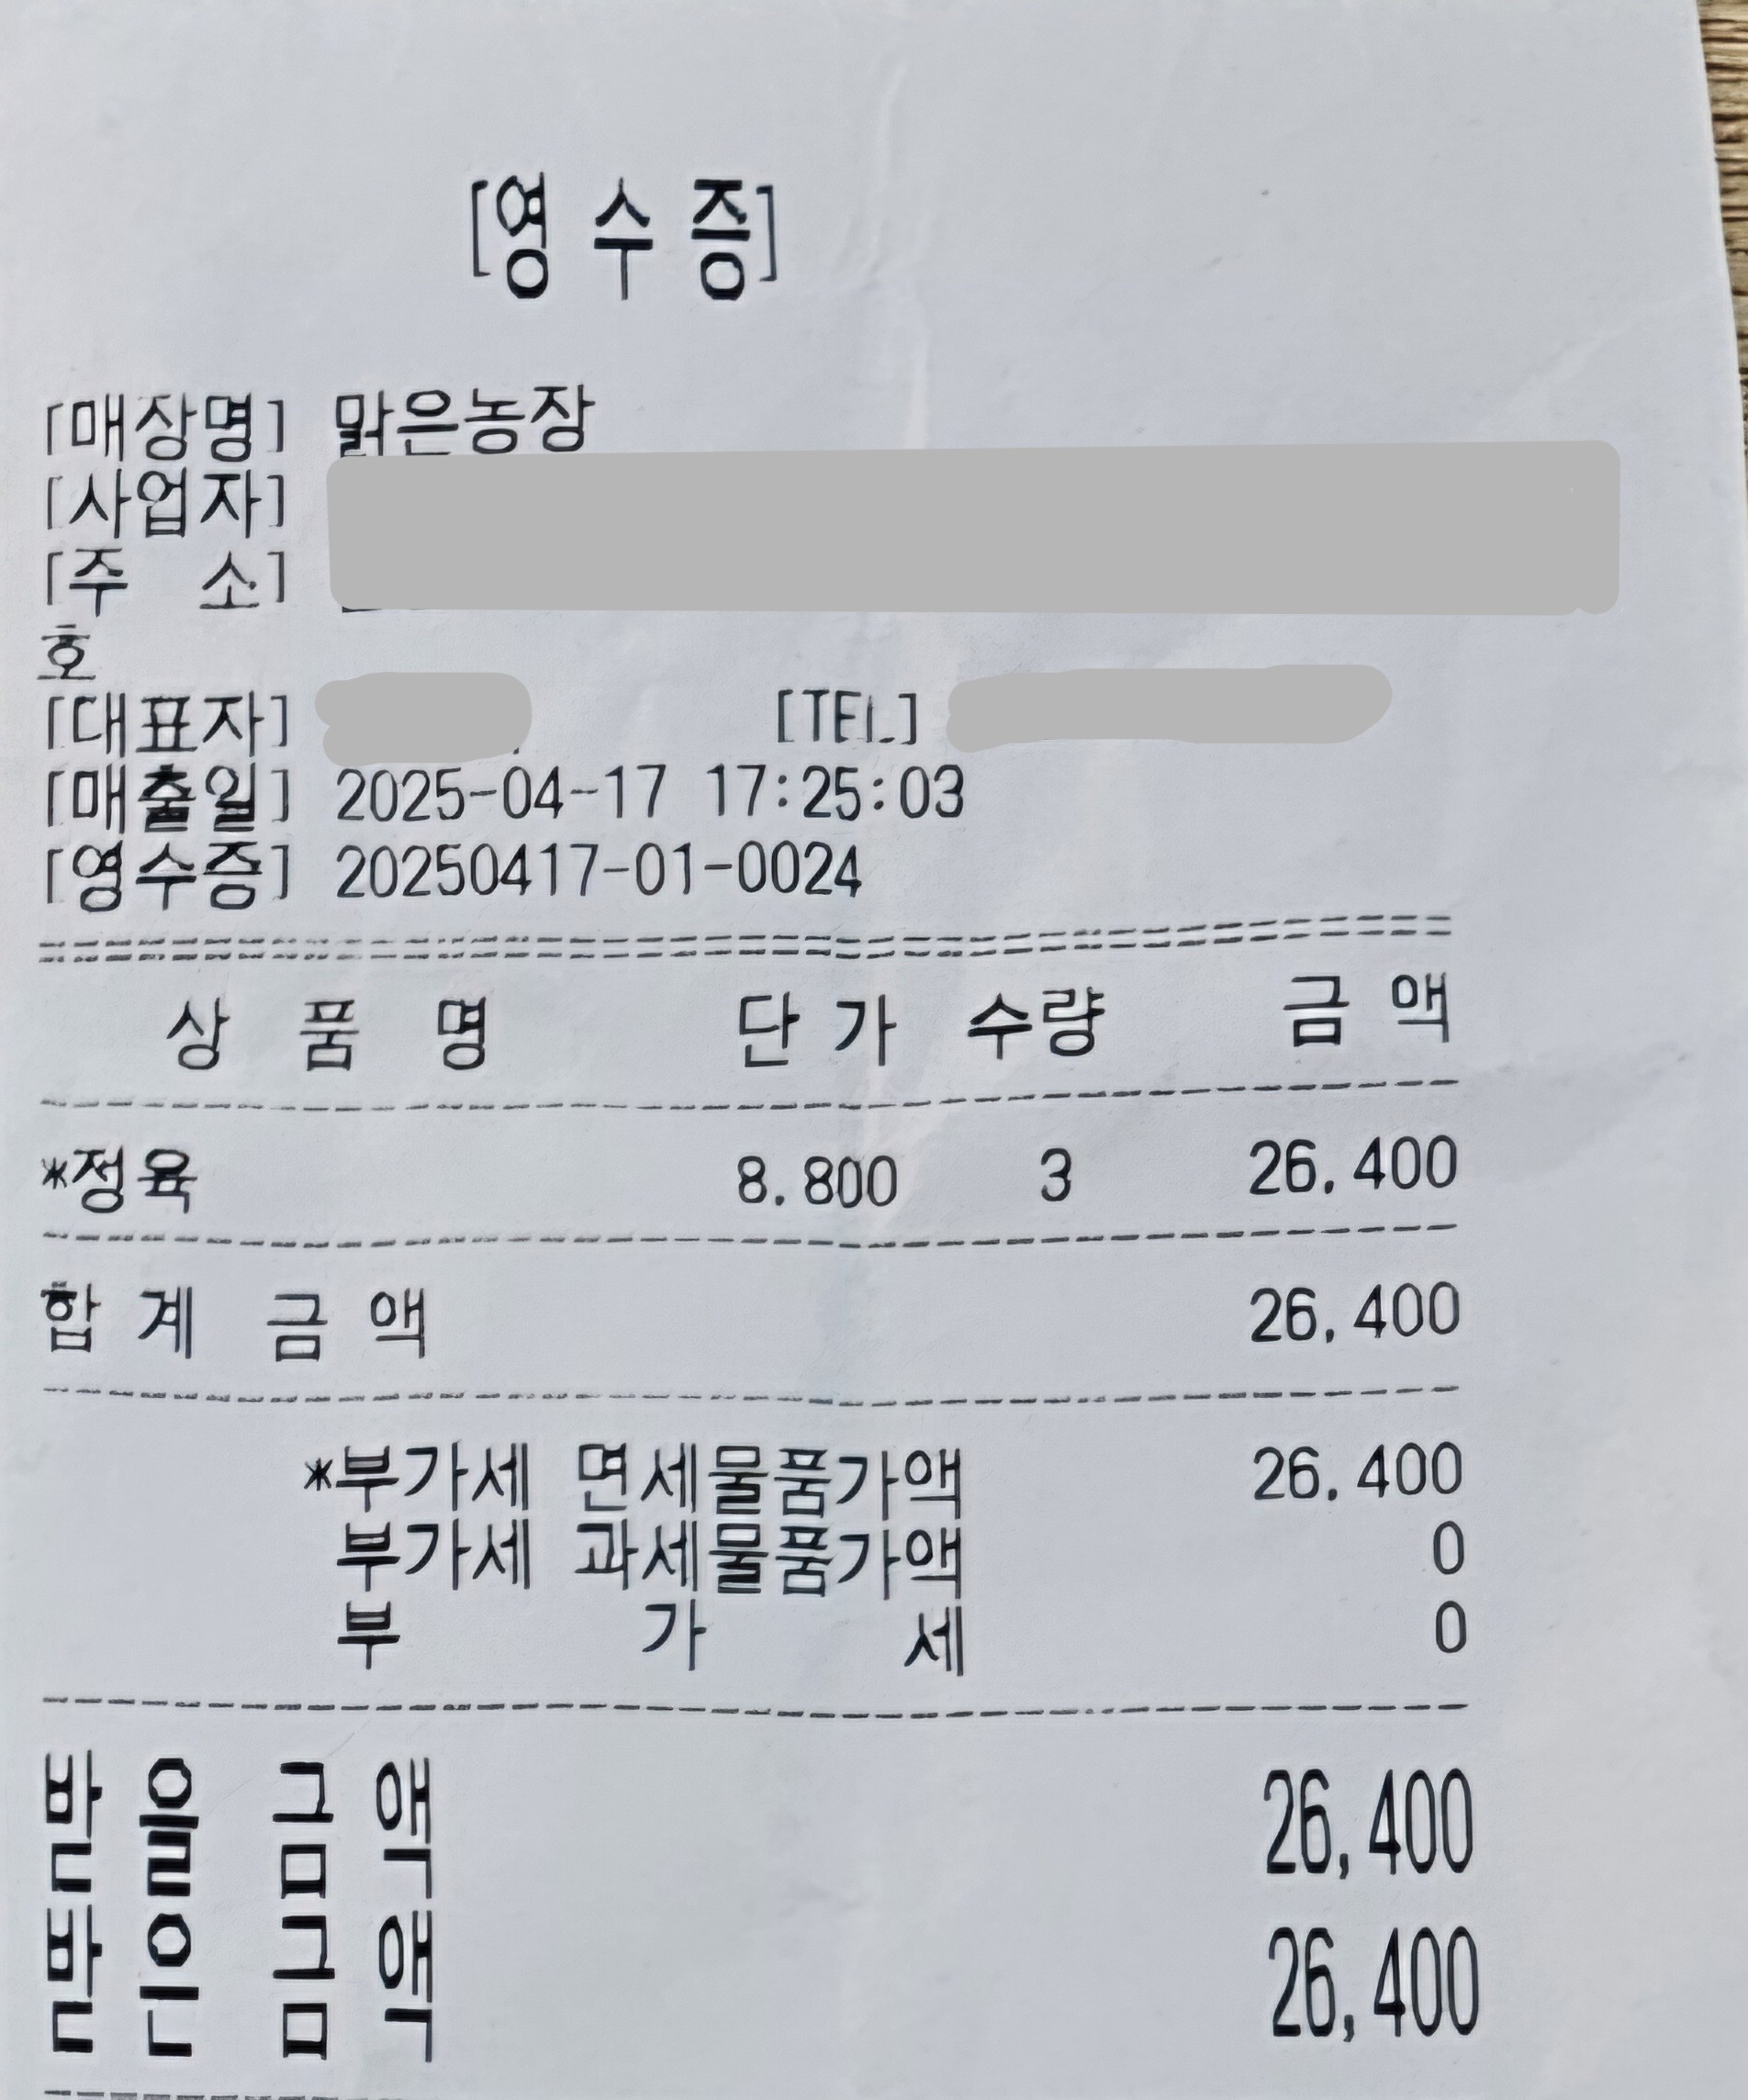 [영 수 증]
[매장명] 맑은농장
[사업자]
[주 소]
호
[대표자] [TEL]
[매출일] 2025-04-17 17:25:03
[영수증] 20250417-01-0024
상 품 명 단 가 수량 금 액
*정육 8.800 3 26.400
합 계 금 액 26,400
*부가세 면세물품가액 26.400
부가세 과세물품가액 0
부 가 세 0
받 을 금 액 26,400
받 은 금 액 26,400